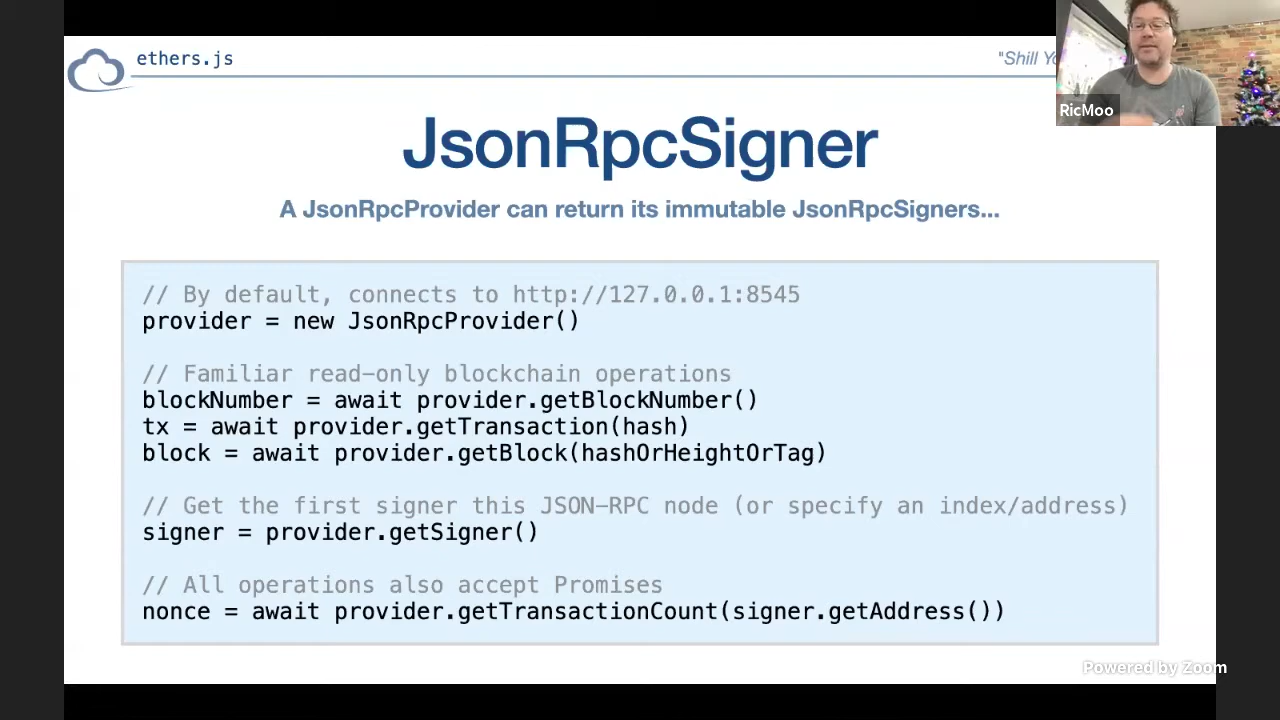 ethers.js
"Shill Yo
RicMoo
JsonRpcSigner
A JsonRpcProvider can return its immutable JsonRpcSigners...
// By default, connects to http://127.0.0.1:8545
provider = new JsonRpcProvider()
// Familiar read-only blockchain operations
blockNumber = await provider.getBlockNumber()
tx = await provider.getTransaction(hash)
block = await provider.getBlock(hashOrHeightOrTag)
// Get the first signer this JSON-RPC node (or specify an index/address)
signer = provider.getSigner()
// All operations also accept Promises
nonce = await provider.getTransactionCount(signer.getAddress())
Powered by Zoom